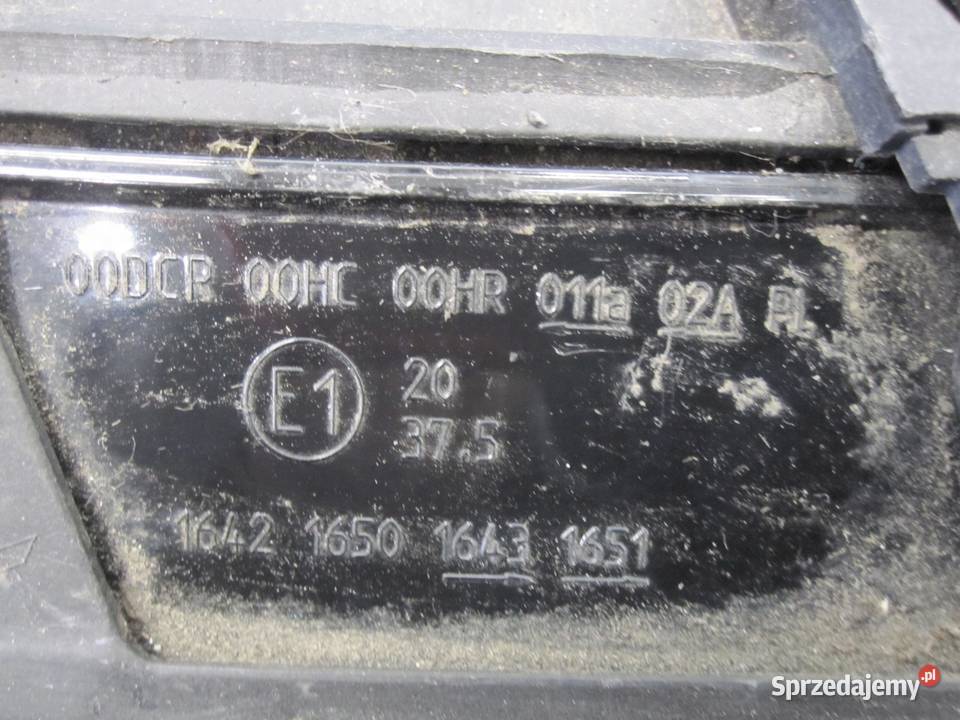 00DCR 00HC 00HR 011a 02A PL
E1 20
37.5
1642 1650 1643 1651
Sprzedajemy.pl